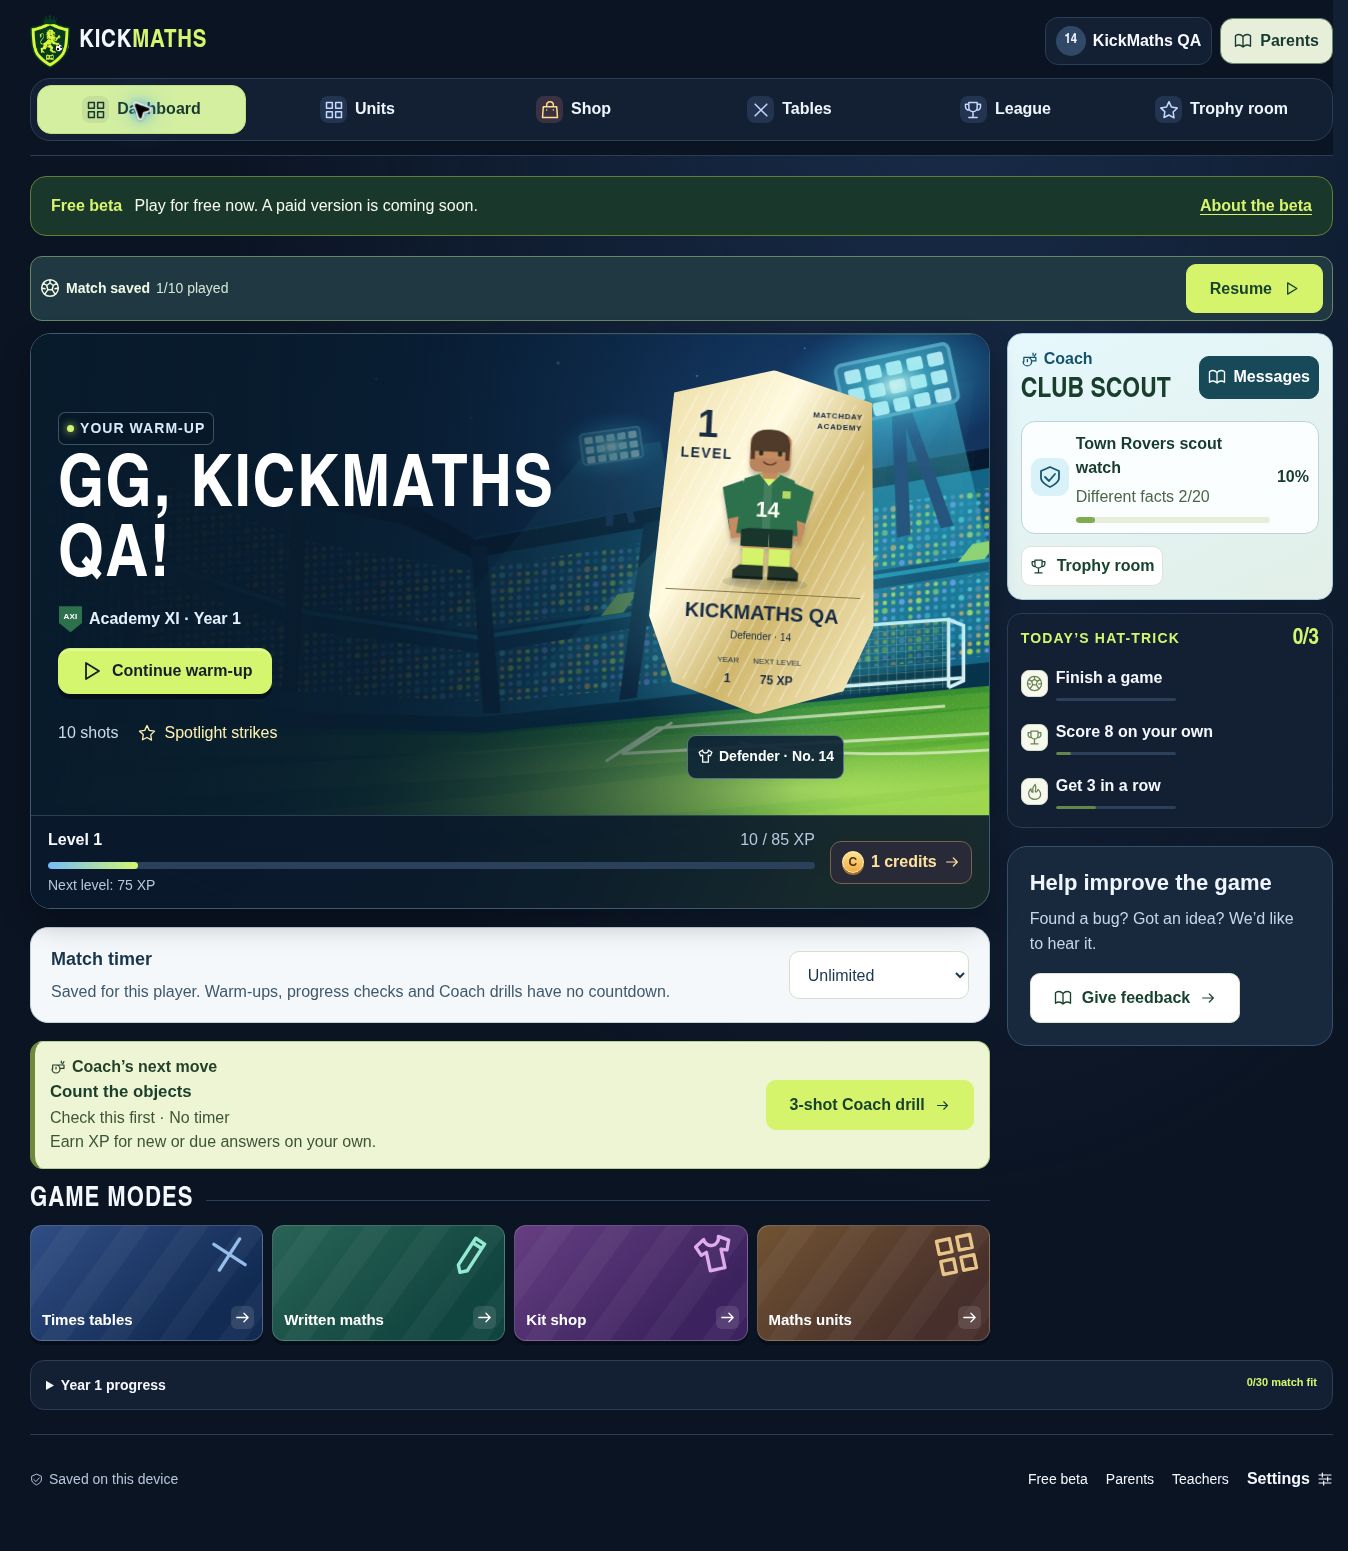 KICKMATHS
14 KickMaths QA
Parents
Dashboard
Units
Shop
Tables
League
Trophy room
Free beta Play for free now. A paid version is coming soon.
About the beta
Match saved 1/10 played
Resume
YOUR WARM-UP
GG, KICKMATHS
QA!
AXI Academy XI · Year 1
Continue warm-up
10 shots Spotlight strikes
1
LEVEL
MATCHDAY
ACADEMY
14
KICKMATHS QA
Defender · 14
YEAR NEXT LEVEL
1 75 XP
Defender · No. 14
Level 1
10 / 85 XP
Next level: 75 XP
C 1 credits
Coach
CLUB SCOUT
Messages
Town Rovers scout
watch
Different facts 2/20
10%
Trophy room
TODAY’S HAT-TRICK 0/3
Finish a game
Score 8 on your own
Get 3 in a row
Help improve the game
Found a bug? Got an idea? We’d like
to hear it.
Give feedback
Match timer
Saved for this player. Warm-ups, progress checks and Coach drills have no countdown.
Unlimited
Coach’s next move
Count the objects
Check this first · No timer
Earn XP for new or due answers on your own.
3-shot Coach drill
GAME MODES
Times tables
Written maths
Kit shop
Maths units
Year 1 progress
0/30 match fit
Saved on this device
Free beta Parents Teachers Settings